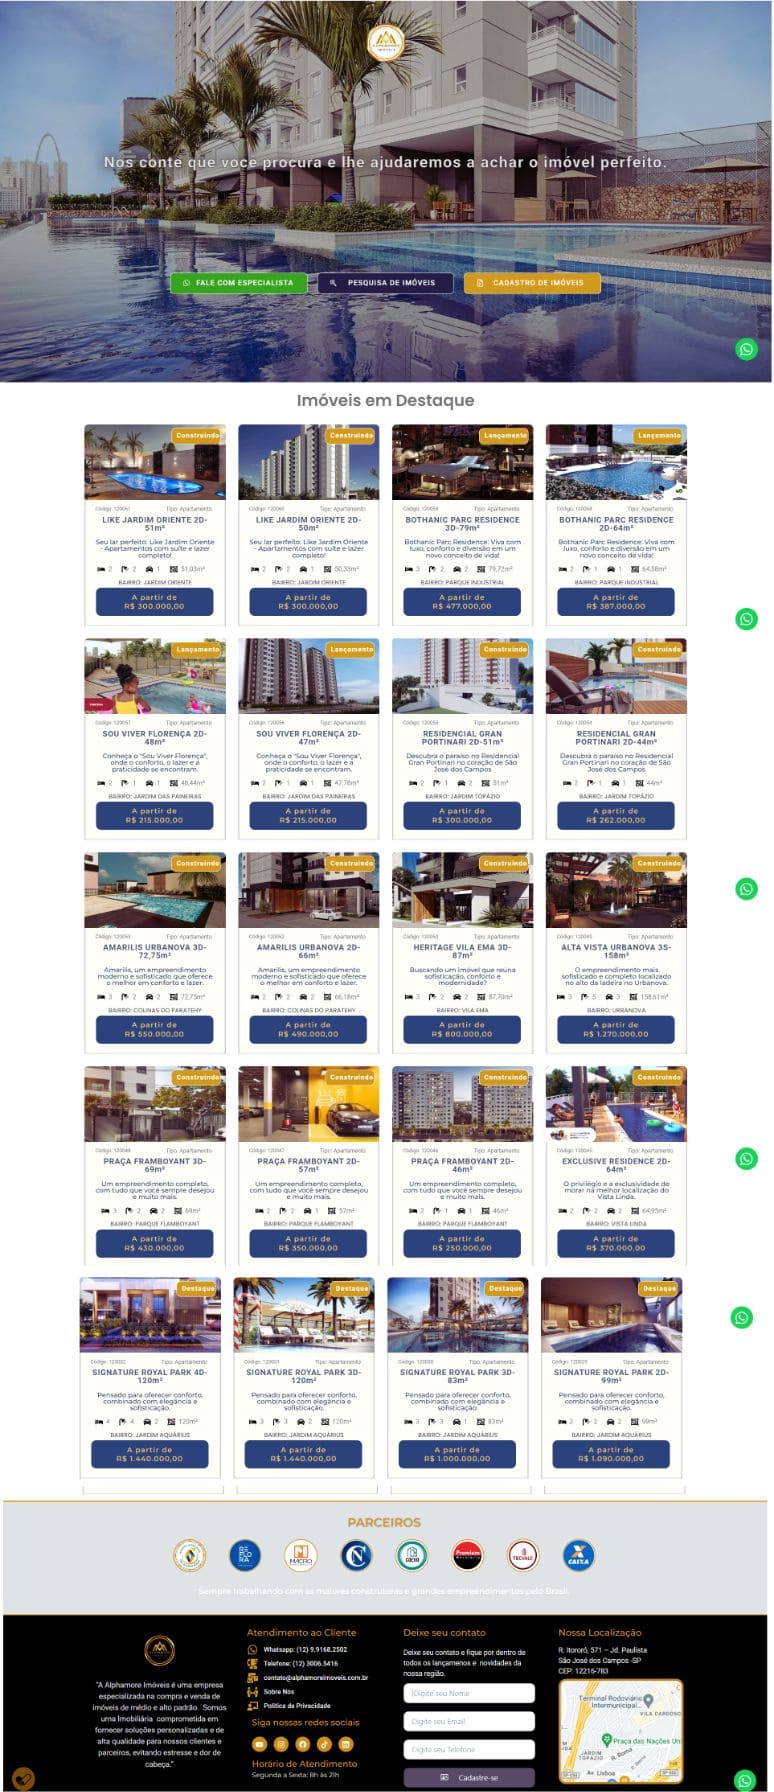 ALPHAMORE
IMÓVEIS
Nos conte que voce procura e lhe ajudaremos a achar o imóvel perfeito.
FALE COM ESPECIALISTA
PESQUISA DE IMÓVEIS
CADASTRO DE IMÓVEIS
Imóveis em Destaque
Construindo
Código: 120061 Tipo: Apartamento
LIKE JARDIM ORIENTE 2D-
51m²
Seu lar perfeito: Like Jardim Oriente
- Apartamentos com suíte e lazer
completo!
2 2 1 51,03m²
BAIRRO: JARDIM ORIENTE
A partir de
R$ 300.000,00
Construindo
Código: 120060 Tipo: Apartamento
LIKE JARDIM ORIENTE 2D-
50m²
Seu lar perfeito: Like Jardim Oriente
- Apartamentos com suíte e lazer
completo!
2 2 1 50,33m²
BAIRRO: JARDIM ORIENTE
A partir de
R$ 300.000,00
Lançamento
Código: 120059 Tipo: Apartamento
BOTHANIC PARC RESIDENCE
3D-79m²
Bothanic Parc Residence: Viva com
luxo, conforto e diversão em um
novo conceito de vida!
3 2 2 79,72m²
BAIRRO: PARQUE INDUSTRIAL
A partir de
R$ 477.000,00
Lançamento
Código: 120058 Tipo: Apartamento
BOTHANIC PARC RESIDENCE
2D-64m²
Bothanic Parc Residence: Viva com
luxo, conforto e diversão em um
novo conceito de vida!
2 1 1 64,58m²
BAIRRO: PARQUE INDUSTRIAL
A partir de
R$ 387.000,00
Lançamento
Código: 120057 Tipo: Apartamento
SOU VIVER FLORENÇA 2D-
48m²
Conheça o "Sou Viver Florença",
onde o conforto, o lazer e a
praticidade se encontram.
2 1 1 48,44m²
BAIRRO: JARDIM DAS PAINEIRAS
A partir de
R$ 215.000,00
Lançamento
Código: 120056 Tipo: Apartamento
SOU VIVER FLORENÇA 2D-
47m²
Conheça o "Sou Viver Florença",
onde o conforto, o lazer e a
praticidade se encontram.
2 1 1 47,78m²
BAIRRO: JARDIM DAS PAINEIRAS
A partir de
R$ 215.000,00
Construindo
Código: 120055 Tipo: Apartamento
RESIDENCIAL GRAN
PORTINARI 2D-51m²
Descubra o paraíso no Residencial
Gran Portinari no coração de São
José dos Campos
2 1 2 51m²
BAIRRO: JARDIM TOPÁZIO
A partir de
R$ 300.000,00
Construindo
Código: 120054 Tipo: Apartamento
RESIDENCIAL GRAN
PORTINARI 2D-44m²
Descubra o paraíso no Residencial
Gran Portinari no coração de São
José dos Campos
2 1 1 44m²
BAIRRO: JARDIM TOPÁZIO
A partir de
R$ 262.000,00
Construindo
Código: 120053 Tipo: Apartamento
AMARILIS URBANOVA 3D-
72,75m²
Amarilis, um empreendimento
moderno e sofisticado que oferece
o melhor em conforto e lazer.
3 2 2 72,75m²
BAIRRO: COLINAS DO PARATEHY
A partir de
R$ 550.000,00
Construindo
Código: 120052 Tipo: Apartamento
AMARILIS URBANOVA 2D-
66m²
Amarilis, um empreendimento
moderno e sofisticado que oferece
o melhor em conforto e lazer.
2 2 2 66,18m²
BAIRRO: COLINAS DO PARATEHY
A partir de
R$ 490.000,00
Construindo
Código: 120050 Tipo: Apartamento
HERITAGE VILA EMA 3D-
87m²
Buscando um imóvel que reúna
sofisticação, conforto e
modernidade?
3 2 2 87,70m²
BAIRRO: VILA EMA
A partir de
R$ 800.000,00
Construindo
Tipo: Apartamento
ALTA VISTA URBANOVA 3S-
158m²
O empreendimento mais
sofisticado e completo localizado
no alto da ladeira no Urbanova.
3 5 3 158,61m²
BAIRRO: URBANOVA
A partir de
R$ 1.270.000,00
Construindo
Código: 120048 Tipo: Apartamento
PRAÇA FRAMBOYANT 3D-
69m²
Um empreendimento completo,
com tudo que você sempre desejou
e muito mais.
3 2 2 69m²
BAIRRO: PARQUE FLAMBOYANT
A partir de
R$ 430.000,00
Construindo
Código: 120047 Tipo: Apartamento
PRAÇA FRAMBOYANT 2D-
57m²
Um empreendimento completo,
com tudo que você sempre desejou
e muito mais.
2 2 1 57m²
BAIRRO: PARQUE FLAMBOYANT
A partir de
R$ 350.000,00
Construindo
Código: 120046 Tipo: Apartamento
PRAÇA FRAMBOYANT 2D-
46m²
Um empreendimento completo,
com tudo que você sempre desejou
e muito mais.
2 1 1 46m²
BAIRRO: PARQUE FLAMBOYANT
A partir de
R$ 250.000,00
Construindo
Código: 120045 Tipo: Apartamento
EXCLUSIVE RESIDENCE 2D-
64m²
O privilégio e a exclusividade de
morar na melhor localização do
Vista Linda.
2 2 2 64,93m²
BAIRRO: VISTA LINDA
A partir de
R$ 370.000,00
Destaque
Código: 120032 Tipo: Apartamento
SIGNATURE ROYAL PARK 4D-
120m²
Pensado para oferecer conforto,
combinado com elegância e
sofisticação.
4 4 2 120m²
BAIRRO: JARDIM AQUÁRIUS
A partir de
R$ 1.440.000,00
Destaque
Código: 120031 Tipo: Apartamento
SIGNATURE ROYAL PARK 3D-
120m²
Pensado para oferecer conforto,
combinado com elegância e
sofisticação.
3 3 2 120m²
BAIRRO: JARDIM AQUÁRIUS
A partir de
R$ 1.440.000,00
Destaque
Código: 120030 Tipo: Apartamento
SIGNATURE ROYAL PARK 3D-
83m²
Pensado para oferecer conforto,
combinado com elegância e
sofisticação.
3 3 1 83m²
BAIRRO: JARDIM AQUÁRIUS
A partir de
R$ 1.000.000,00
Destaque
Código: 120029 Tipo: Apartamento
SIGNATURE ROYAL PARK 2D-
99m²
Pensado para oferecer conforto,
combinado com elegância e
sofisticação.
2 2 2 99m²
BAIRRO: JARDIM AQUÁRIUS
A partir de
R$ 1.090.000,00
PARCEIROS
RE
FLO
RA
MACRO
CN
Premium
TECVALE
CAIXA
Sempre trabalhando com as maiores construtoras e grandes empreendimentos pelo Brasil.
"A Alphamore Imóveis é uma empresa
especializada na compra e venda de
imóveis de médio e alto padrão. Somos
uma Imobiliária comprometida em
fornecer soluções personalizadas e de
alta qualidade para nossos clientes e
parceiros, evitando estresse e dor de
cabeça."
Atendimento ao Cliente
Whatsapp: (12) 9.9168.2502
Telefone: (12) 3006.5416
contato@alphamoreimoveis.com.br
Sobre Nós
Política de Privacidade
Siga nossas redes sociais
Horário de Atendimento
Segunda a Sexta: 8h às 21h
Deixe seu contato
Deixe seu contato e fique por dentro de
todos os lançamenos e novidades da
nossa região.
Digite seu Nome
Digite seu Email
Digite seu Telefone
Cadastre-se
Nossa Localização
R. Itororó, 571 – Jd. Paulista
São José dos Campos -SP
CEP: 12216-783
Terminal Rodoviário
Intermunicipal...
VILA CARDOSO
Praça das Nações Un
JARDIM
TOPÁZIO
R. Roma
Av. Lisboa